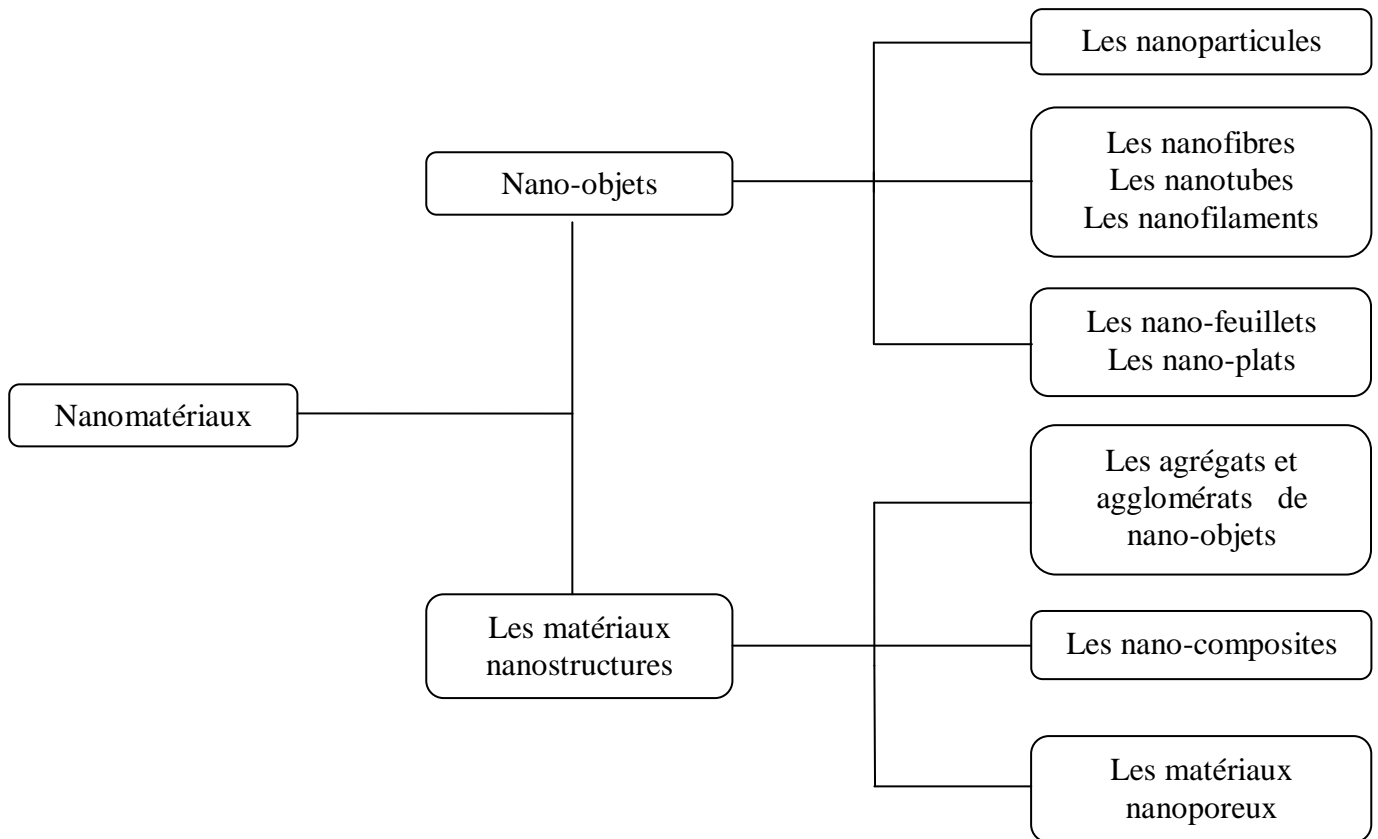 Les nanoparticules
Les nanofibres
Les nanotubes
Les nanofilaments
Nano-objets
Les nano-feuillets
Les nano-plats
Nanomatériaux
Les agrégats et
agglomérats de
nano-objets
Les matériaux
nanostructures
Les nano-composites
Les matériaux
nanoporeux